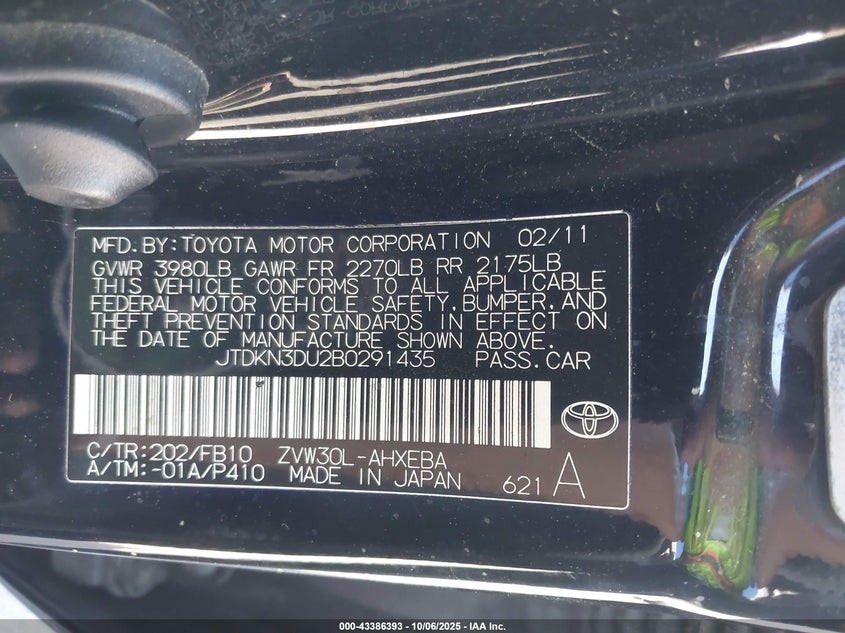 MFD.BY:TOYOTA MOTOR CORPORATION 02/11
GVWR 3980LB GAWR FR 2270LB RR 2175LB
THIS VEHICLE CONFORMS TO ALL APPLICABLE
FEDERAL MOTOR VEHICLE SAFETY,BUMPER,AND
THEFT PREVENTION STANDARDS IN EFFECT ON
THE DATE OF MANUFACTURE SHOWN ABOVE.
JTDKN3DU2B0291435 PASS.CAR
C/TR:202/FB10 ZVW30L-AHXEBA
A/TM:-01A/P410 MADE IN JAPAN
621 A
000-43386393 - 10/06/2025 - IAA Inc.